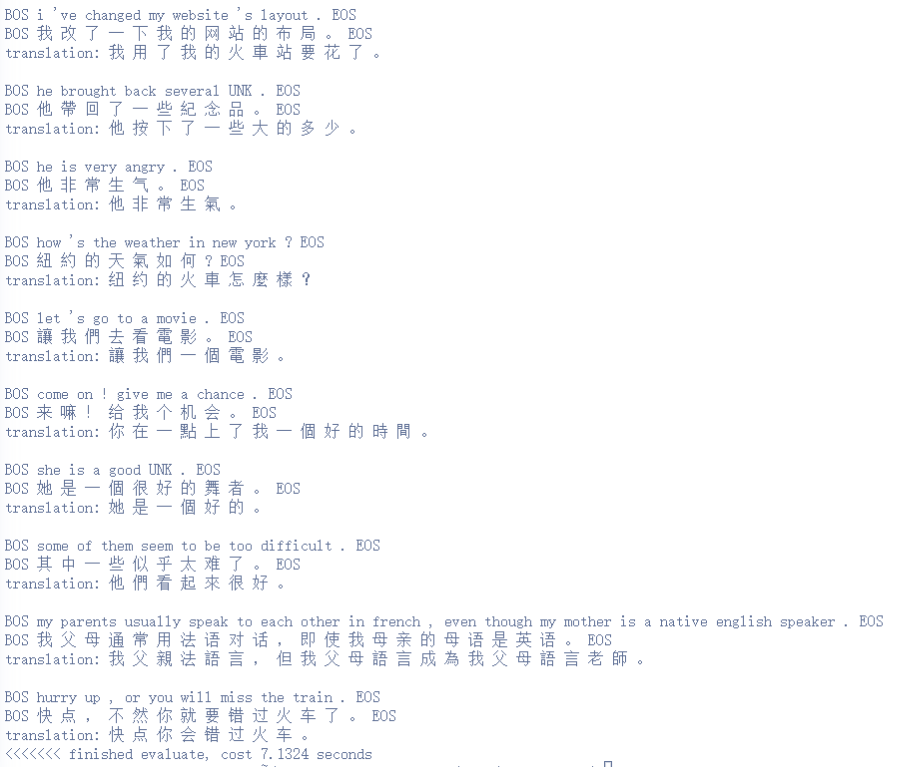 BOS i 've changed my website 's layout . EOS
BOS 我 改 了 一 下 我 的 网 站 的 布 局 。 EOS
translation: 我 用 了 我 的 火 車 站 要 花 了 。
BOS he brought back several UNK . EOS
BOS 他 帶 回 了 一 些 紀 念 品 。 EOS
translation: 他 按 下 了 一 些 大 的 多 少 。
BOS he is very angry . EOS
BOS 他 非 常 生 气 。 EOS
translation: 他 非 常 生 氣 。
BOS how 's the weather in new york ? EOS
BOS 紐 約 的 天 氣 如 何 ? EOS
translation: 纽 约 的 火 車 怎 麼 樣 ？
BOS let 's go to a movie . EOS
BOS 讓 我 們 去 看 電 影 。 EOS
translation: 讓 我 們 一 個 電 影 。
BOS come on ! give me a chance . EOS
BOS 来 嘛 ！ 给 我 个 机 会 。 EOS
translation: 你 在 一 點 上 了 我 一 個 好 的 時 間 。
BOS she is a good UNK . EOS
BOS 她 是 一 個 很 好 的 舞 者 。 EOS
translation: 她 是 一 個 好 的 。
BOS some of them seem to be too difficult . EOS
BOS 其 中 一 些 似 乎 太 难 了 。 EOS
translation: 他 們 看 起 來 很 好 。
BOS my parents usually speak to each other in french , even though my mother is a native english speaker . EOS
BOS 我 父 母 通 常 用 法 语 对 话 ， 即 使 我 母 亲 的 母 语 是 英 语 。 EOS
translation: 我 父 親 法 語 言 ， 但 我 父 母 語 言 成 為 我 父 母 語 言 老 師 。
BOS hurry up , or you will miss the train . EOS
BOS 快 点 ， 不 然 你 就 要 错 过 火 车 了 。 EOS
translation: 快 点 你 会 错 过 火 车 。
<<<<<<< finished evaluate, cost 7.1324 seconds